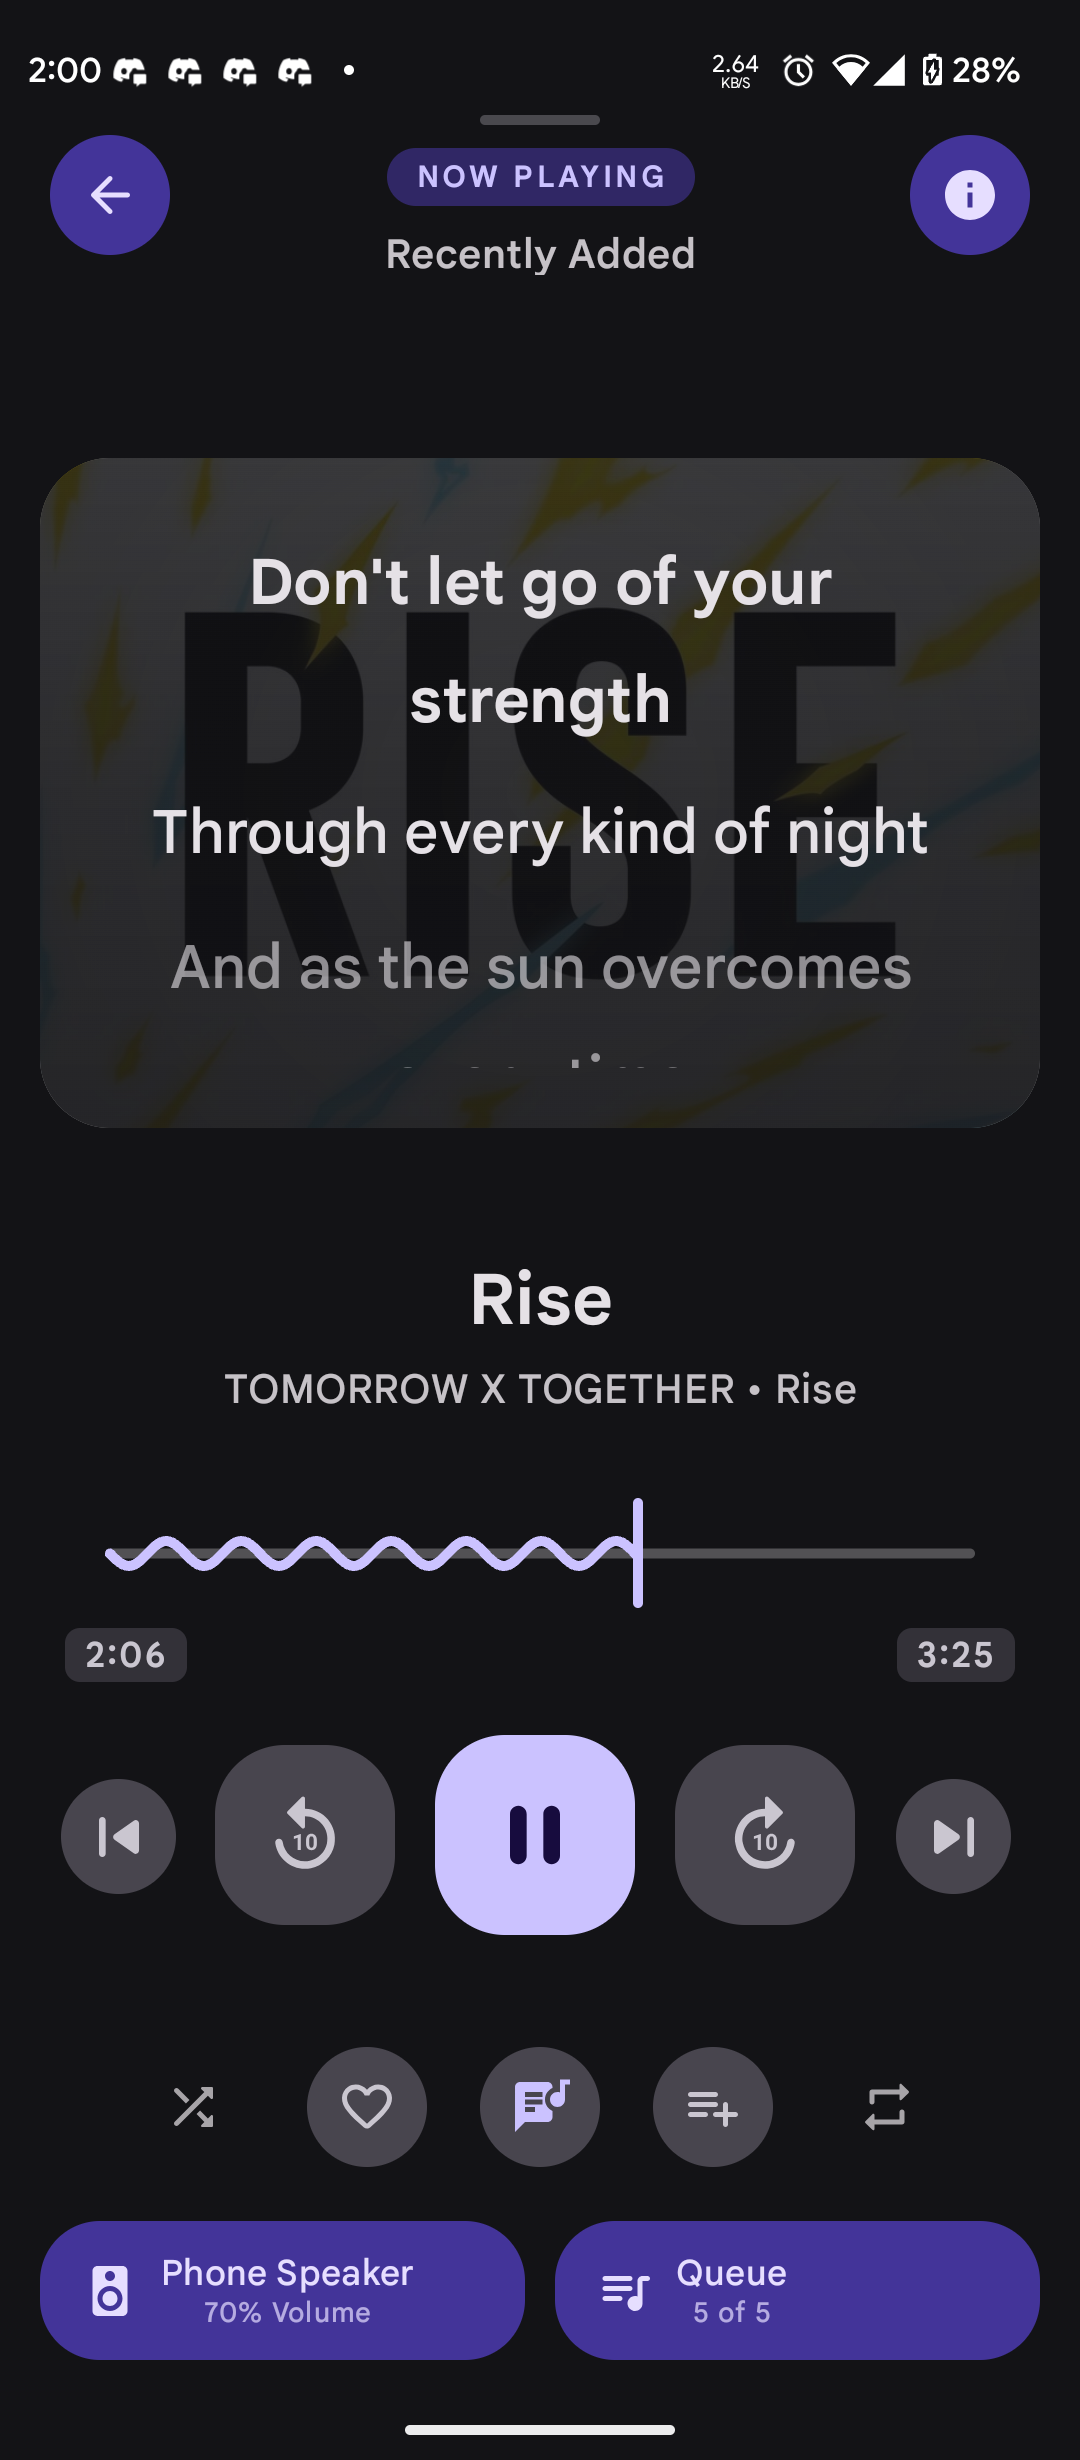 2:00
2.64
KB/S
28%
NOW PLAYING
Recently Added
RISE
Don't let go of your
strength
Through every kind of night
And as the sun overcomes
Rise
TOMORROW X TOGETHER • Rise
2:06
3:25
10
10
Phone Speaker
70% Volume
Queue
5 of 5